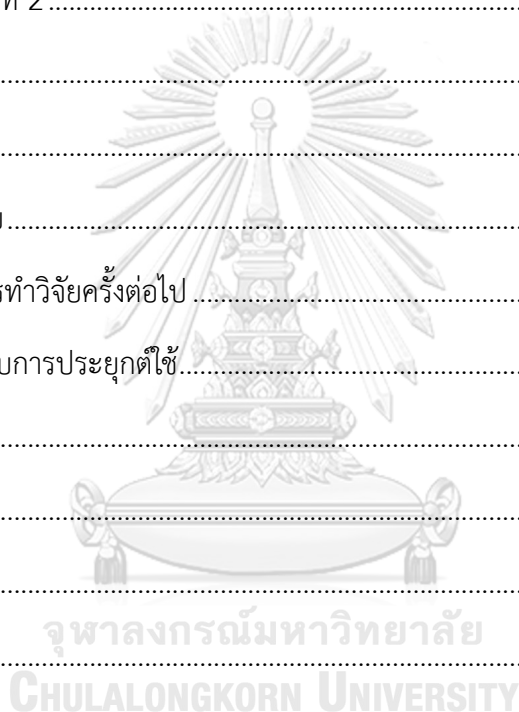 ที่ 2
การทำวิจัยครั้งต่อไป
บการประยุกต์ใช้
จุฬาลงกรณ์มหาวิทยาลัย
CHULALONGKORN UNIVERSITY